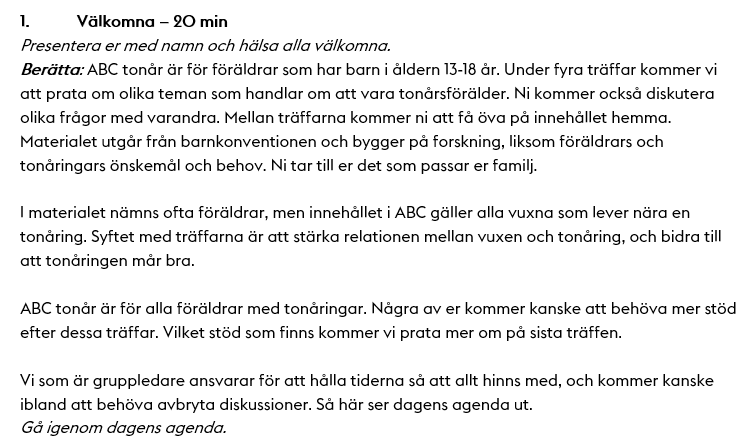 1. Välkomna – 20 min
Presentera er med namn och hälsa alla välkomna.
Berätta: ABC tonår är för föräldrar som har barn i åldern 13-18 år. Under fyra träffar kommer vi
att prata om olika teman som handlar om att vara tonårsförälder. Ni kommer också diskutera
olika frågor med varandra. Mellan träffarna kommer ni att få öva på innehållet hemma.
Materialet utgår från barnkonventionen och bygger på forskning, liksom föräldrars och
tonåringars önskemål och behov. Ni tar till er det som passar er familj.
I materialet nämns ofta föräldrar, men innehållet i ABC gäller alla vuxna som lever nära en
tonåring. Syftet med träffarna är att stärka relationen mellan vuxen och tonåring, och bidra till
att tonåringen mår bra.
ABC tonår är för alla föräldrar med tonåringar. Några av er kommer kanske att behöva mer stöd
efter dessa träffar. Vilket stöd som finns kommer vi prata mer om på sista träffen.
Vi som är gruppledare ansvarar för att hålla tiderna så att allt hinns med, och kommer kanske
ibland att behöva avbryta diskussioner. Så här ser dagens agenda ut.
Gå igenom dagens agenda.